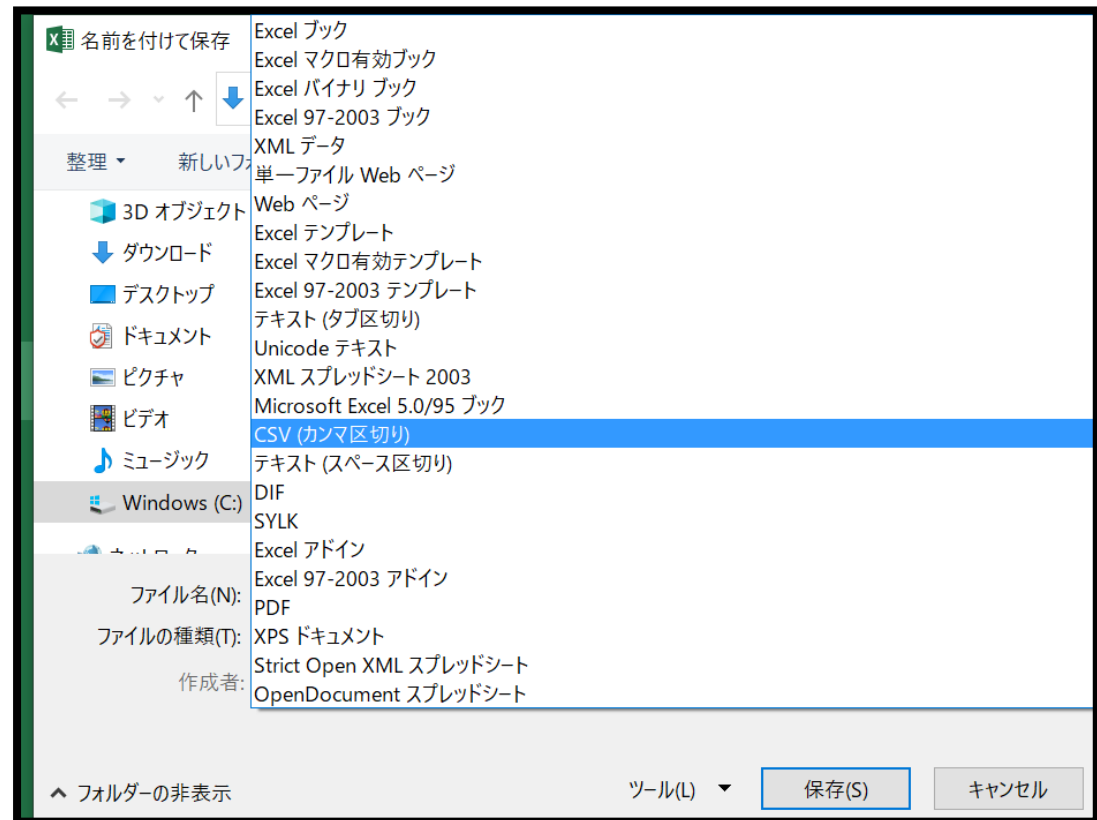 名前を付けて保存
整理
新しいフォ
3D オブジェクト
ダウンロード
デスクトップ
ドキュメント
ピクチャ
ビデオ
ミュージック
Windows (C:)
Excel ブック
Excel マクロ有効ブック
Excel バイナリ ブック
Excel 97-2003 ブック
XML データ
単一ファイル Web ページ
Web ページ
Excel テンプレート
Excel マクロ有効テンプレート
Excel 97-2003 テンプレート
テキスト (タブ区切り)
Unicode テキスト
XML スプレッドシート 2003
Microsoft Excel 5.0/95 ブック
CSV (カンマ区切り)
テキスト (スペース区切り)
DIF
SYLK
Excel アドイン
Excel 97-2003 アドイン
PDF
XPS ドキュメント
Strict Open XML スプレッドシート
OpenDocument スプレッドシート
ファイル名(N):
ファイルの種類(T):
作成者:
フォルダーの非表示
ツール(L)
保存(S)
キャンセル